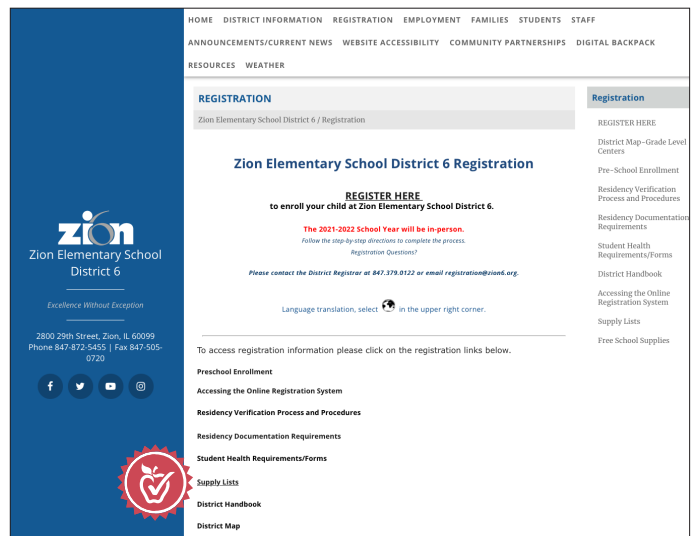 HOME DISTRICT INFORMATION REGISTRATION EMPLOYMENT FAMILIES STUDENTS STAFF
ANNOUNCEMENTS/CURRENT NEWS WEBSITE ACCESSIBILITY COMMUNITY PARTNERSHIPS DIGITAL BACKPACK
RESOURCES WEATHER
zion
Zion Elementary School
District 6
Excellence Without Exception
2800 29th Street, Zion, IL 60099
Phone 847-872-5455 | Fax 847-505-
0720
REGISTRATION
Zion Elementary School District 6 / Registration
Zion Elementary School District 6 Registration
REGISTER HERE
to enroll your child at Zion Elementary School District 6.
The 2021-2022 School Year will be in-person.
Follow the step-by-step directions to complete the process.
Registration Questions?
Please contact the District Registrar at 847.379.0122 or email registration@zion6.org.
Language translation, select in the upper right corner.
To access registration information please click on the registration links below.
Preschool Enrollment
Accessing the Online Registration System
Residency Verification Process and Procedures
Residency Documentation Requirements
Student Health Requirements/Forms
Supply Lists
District Handbook
District Map
Registration
REGISTER HERE
District Map-Grade Level
Centers
Pre-School Enrollment
Residency Verification
Process and Procedures
Residency Documentation
Requirements
Student Health
Requirements/Forms
District Handbook
Accessing the Online
Registration System
Supply Lists
Free School Supplies